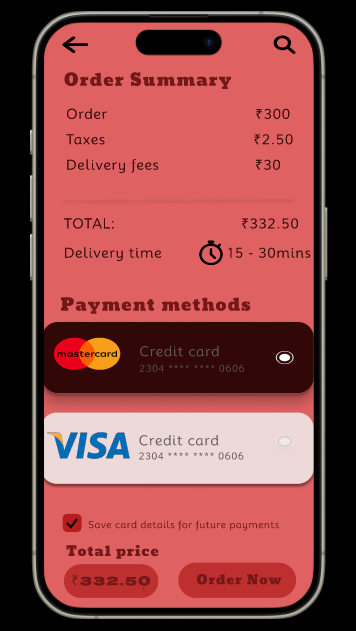 Order Summary
Order ₹300
Taxes ₹2.50
Delivery fees ₹30
TOTAL: ₹332.50
Delivery time 15 - 30mins
Payment methods
mastercard
Credit card
2304 **** **** 0606
VISA
Credit card
2304 **** **** 0606
Save card details for future payments
Total price
₹332.50 Order Now